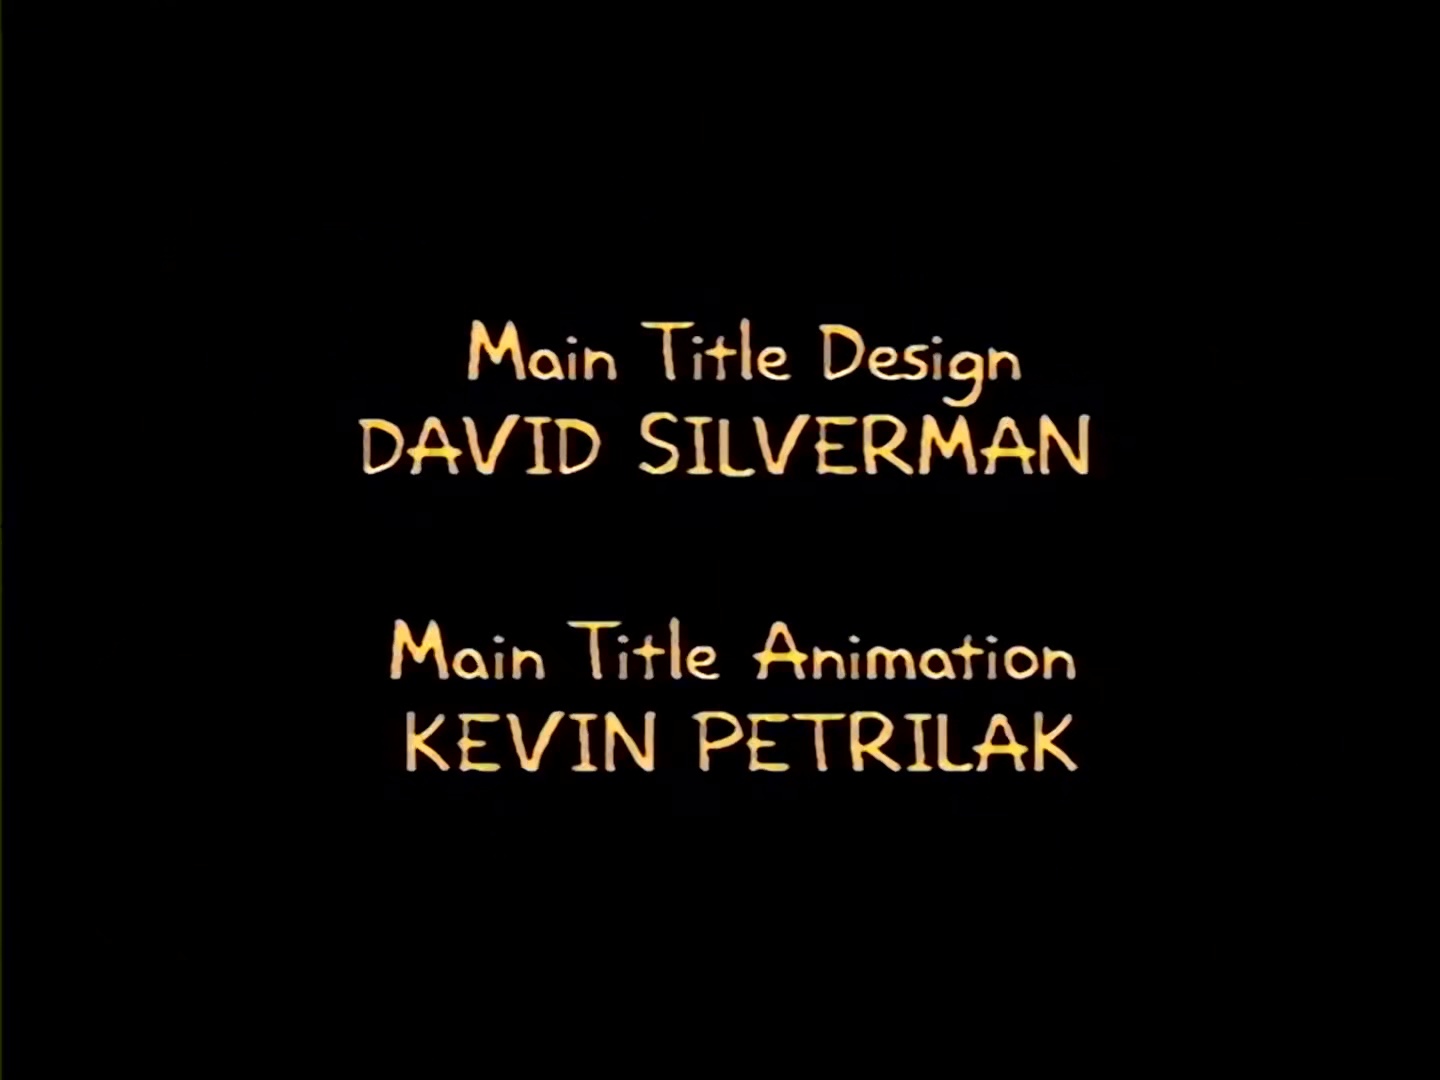 Main Title Design
DAVID SILVERMAN
Main Title Animation
KEVIN PETRILAK